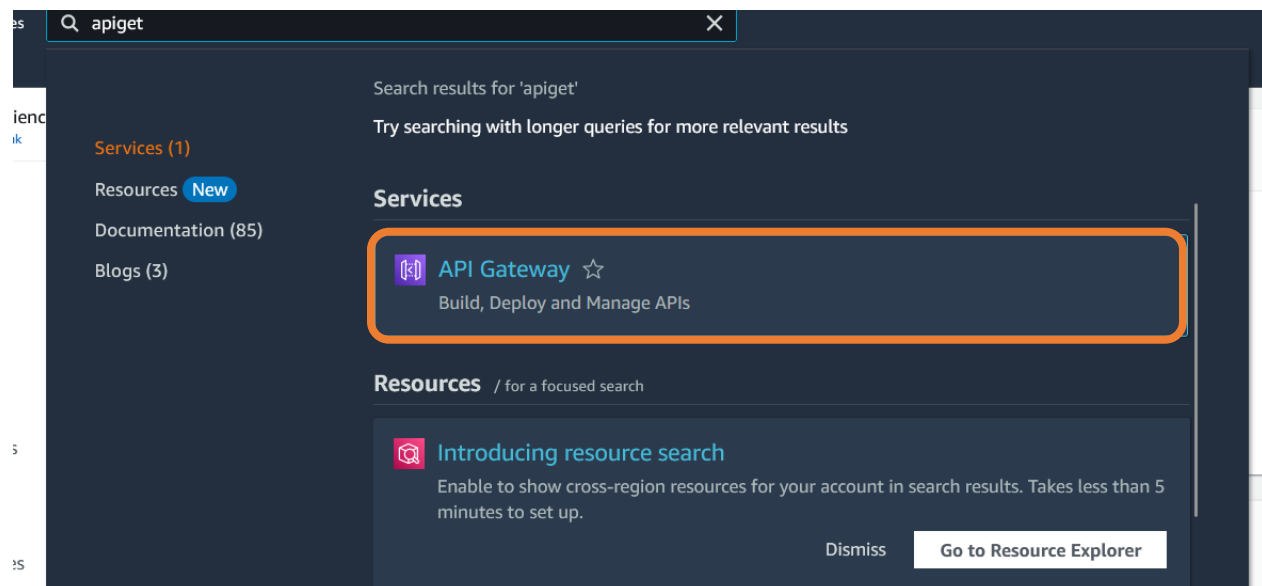 es
apiget
Search results for 'apiget'
Try searching with longer queries for more relevant results
ienc
Services (1)
Resources New
Documentation (85)
Blogs (3)
Services
API Gateway
Build, Deploy and Manage APIs
Resources / for a focused search
Introducing resource search
Enable to show cross-region resources for your account in search results. Takes less than 5
minutes to set up.
Dismiss
Go to Resource Explorer
s
es